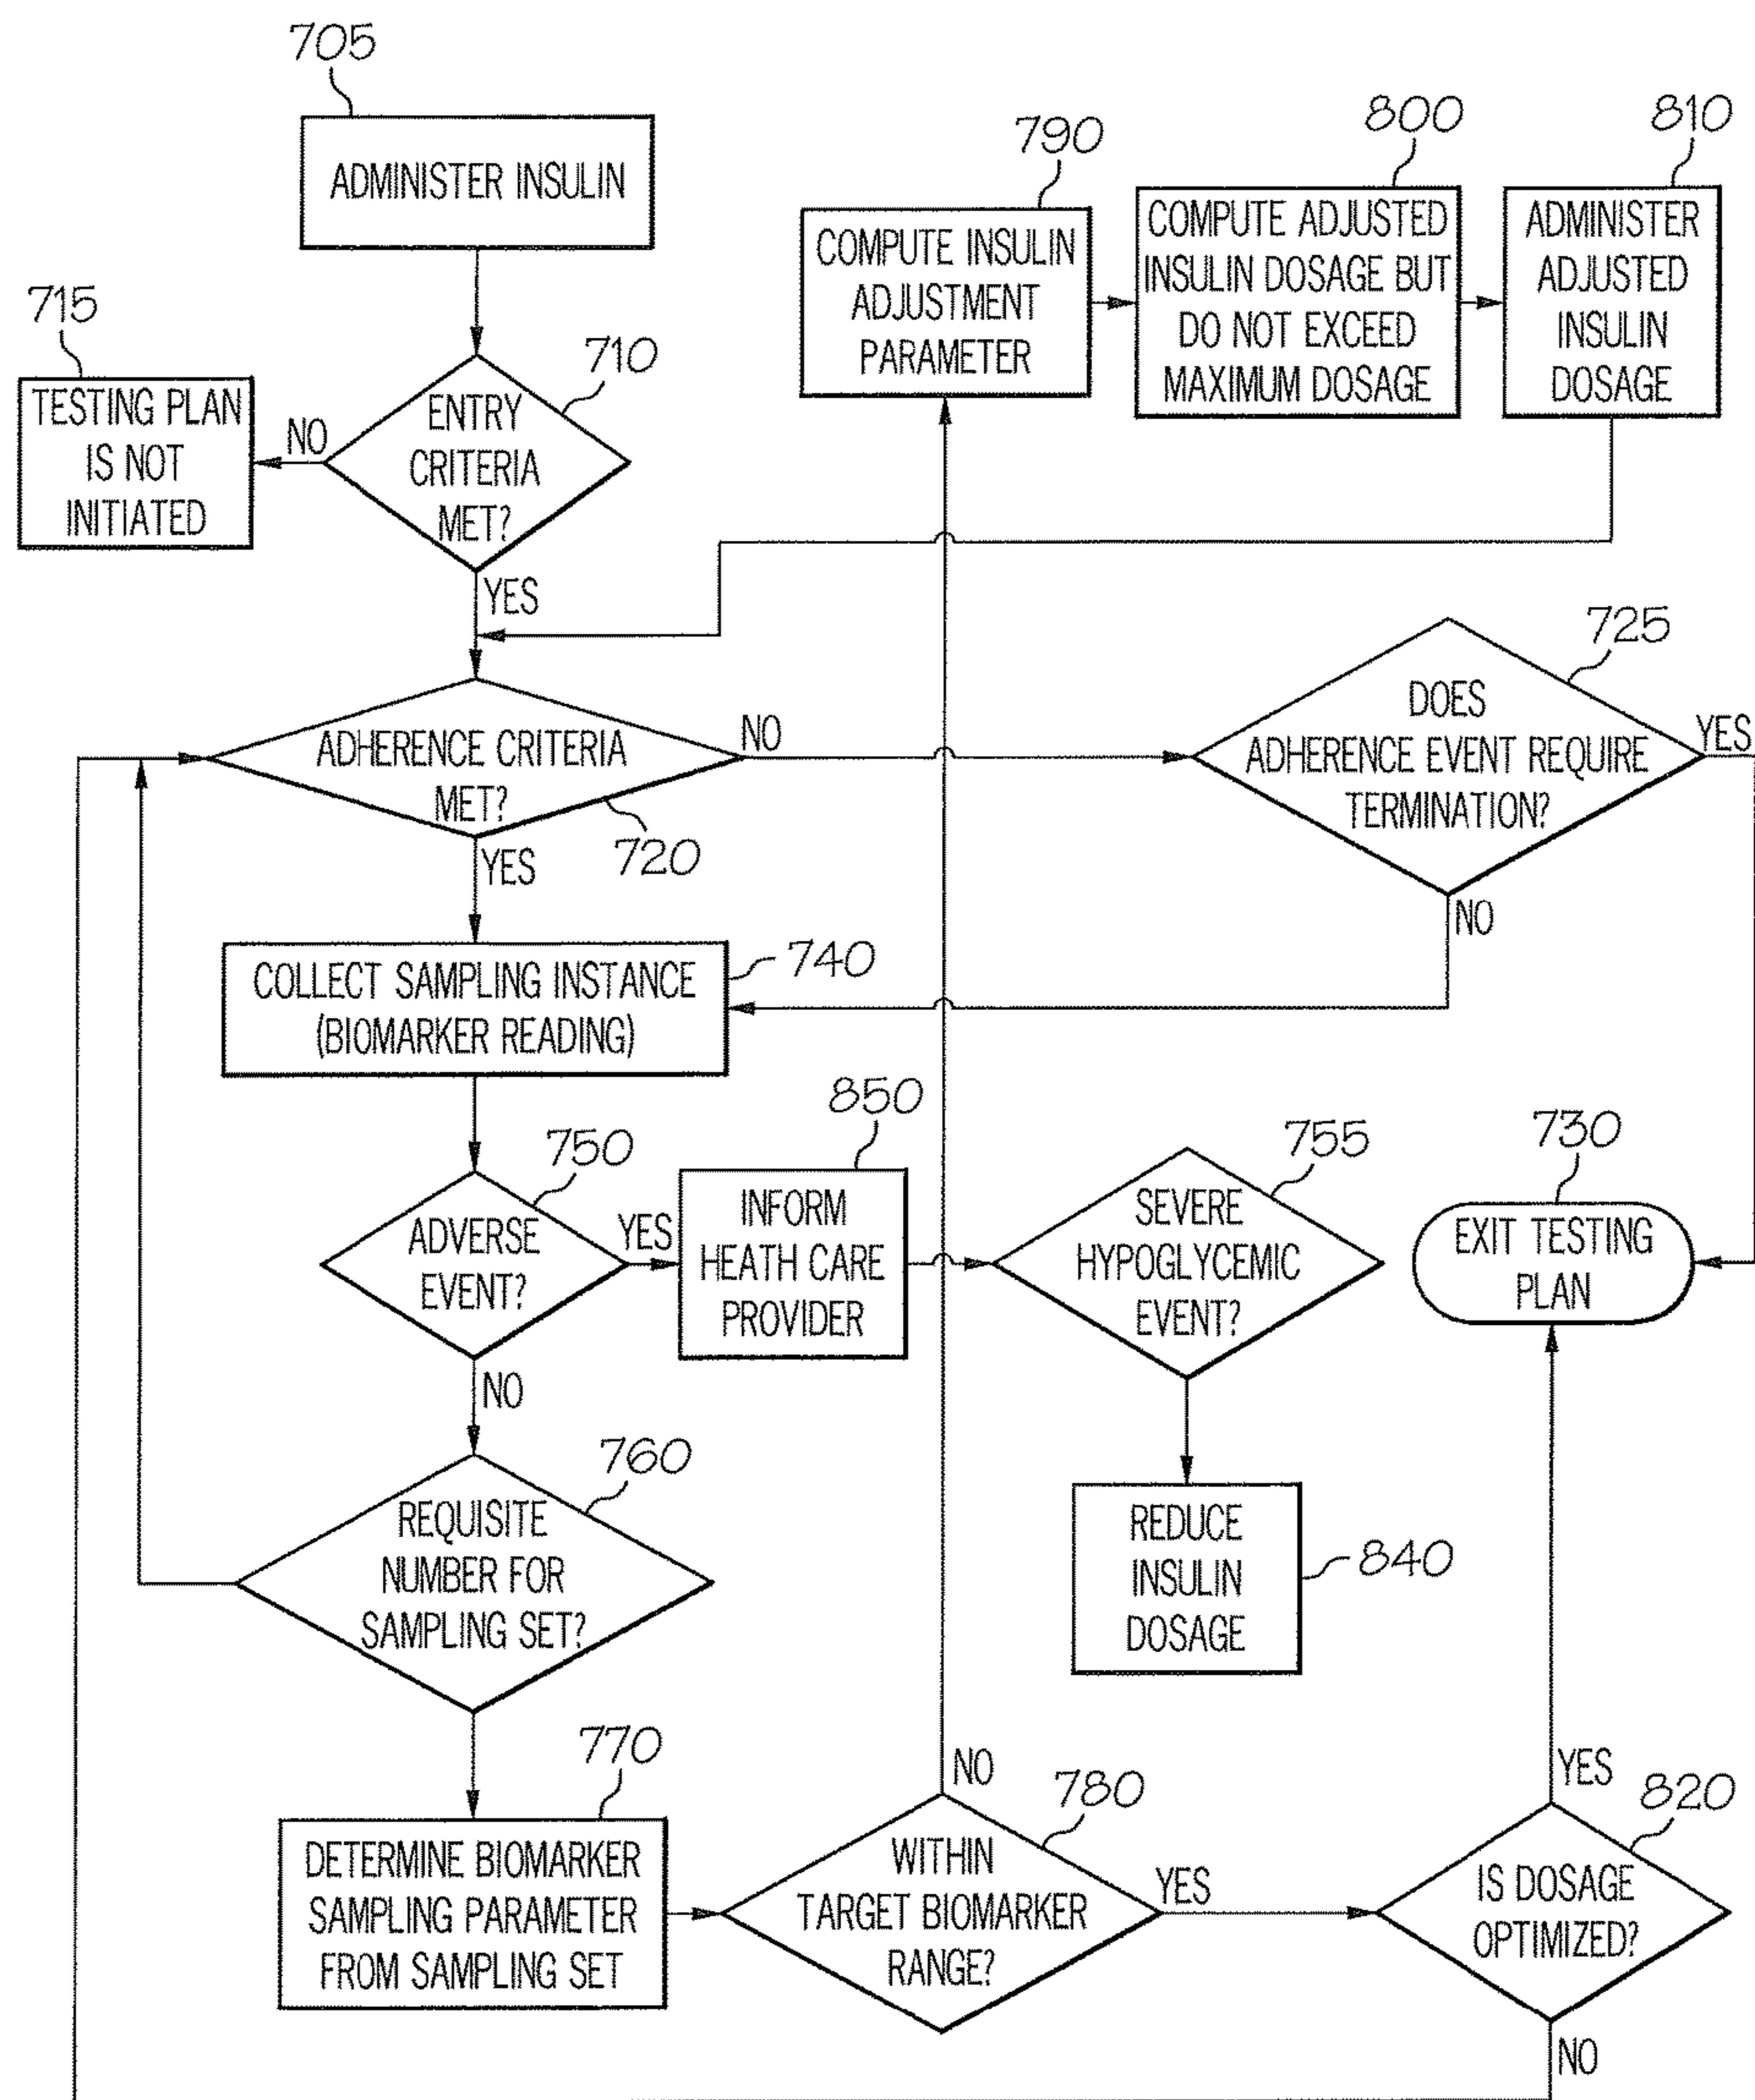 705
ADMINISTER INSULIN
790
800
810
COMPUTE INSULIN
ADJUSTMENT
PARAMETER
COMPUTE ADJUSTED
INSULIN DOSAGE BUT
DO NOT EXCEED
MAXIMUM DOSAGE
ADMINISTER
ADJUSTED
INSULIN
DOSAGE
715
TESTING PLAN
IS NOT
INITIATED
NO
710
ENTRY
CRITERIA
MET?
YES
725
DOES
ADHERENCE EVENT REQUIRE
TERMINATION?
YES
NO
ADHERENCE CRITERIA
MET?
NO
720
YES
COLLECT SAMPLING INSTANCE
(BIOMARKER READING)
740
750
ADVERSE
EVENT?
YES
NO
850
INFORM
HEATH CARE
PROVIDER
755
SEVERE
HYPOGLYCEMIC
EVENT?
730
EXIT TESTING
PLAN
760
REQUISITE
NUMBER FOR
SAMPLING SET?
REDUCE
INSULIN
DOSAGE
840
770
DETERMINE BIOMARKER
SAMPLING PARAMETER
FROM SAMPLING SET
NO
780
WITHIN
TARGET BIOMARKER
RANGE?
YES
YES
820
IS DOSAGE
OPTIMIZED?
NO